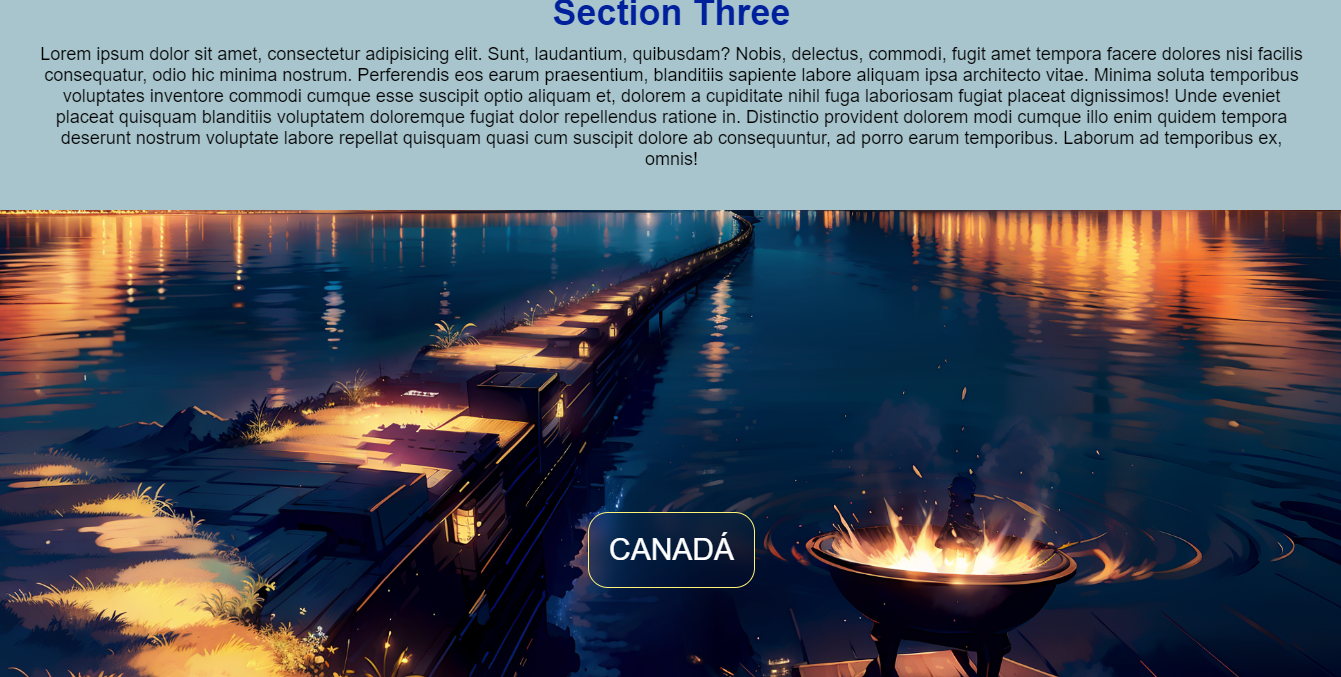 Section Three
Lorem ipsum dolor sit amet, consectetur adipisicing elit. Sunt, laudantium, quibusdam? Nobis, delectus, commodi, fugit amet tempora facere dolores nisi facilis
consequatur, odio hic minima nostrum. Perferendis eos earum praesentium, blanditiis sapiente labore aliquam ipsa architecto vitae. Minima soluta temporibus
voluptates inventore commodi cumque esse suscipit optio aliquam et, dolorem a cupiditate nihil fuga laboriosam fugiat placeat dignissimos! Unde eveniet
placeat quisquam blanditiis voluptatem doloremque fugiat dolor repellendus ratione in. Distinctio provident dolorem modi cumque illo enim quidem tempora
deserunt nostrum voluptate labore repellat quisquam quasi cum suscipit dolore ab consequuntur, ad porro earum temporibus. Laborum ad temporibus ex,
omnis!
CANADÁ